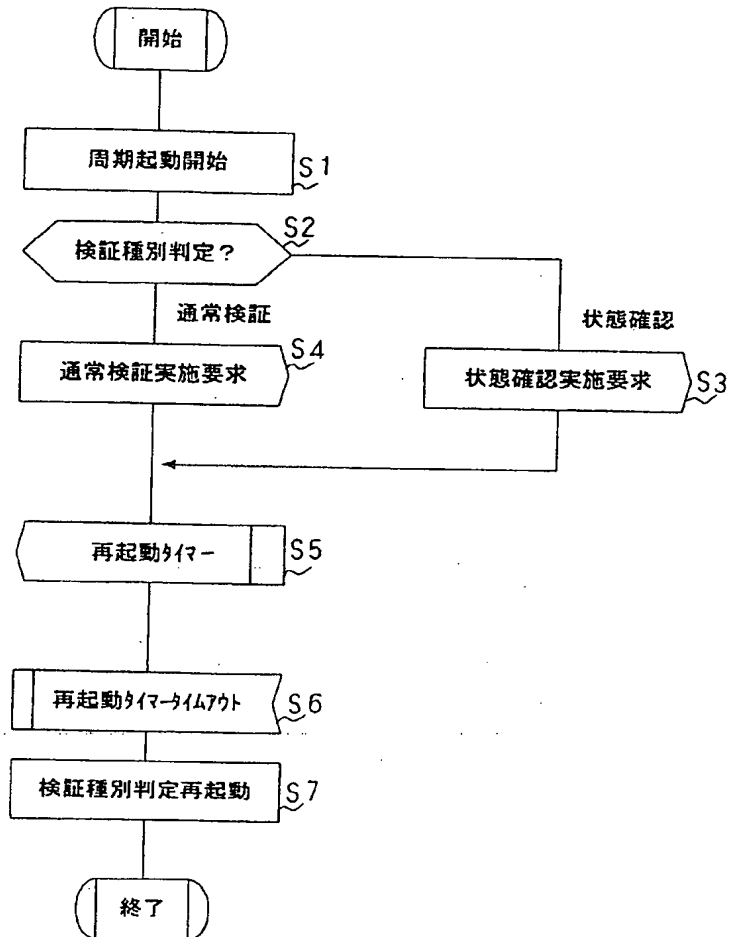 開始
周期起動開始
S1
検証種別判定?
S2
通常検証
状態確認
通常検証実施要求
S4
状態確認実施要求
S3
再起動タイマー
S5
再起動タイマータイムアウト
S6
検証種別判定再起動
S7
終了